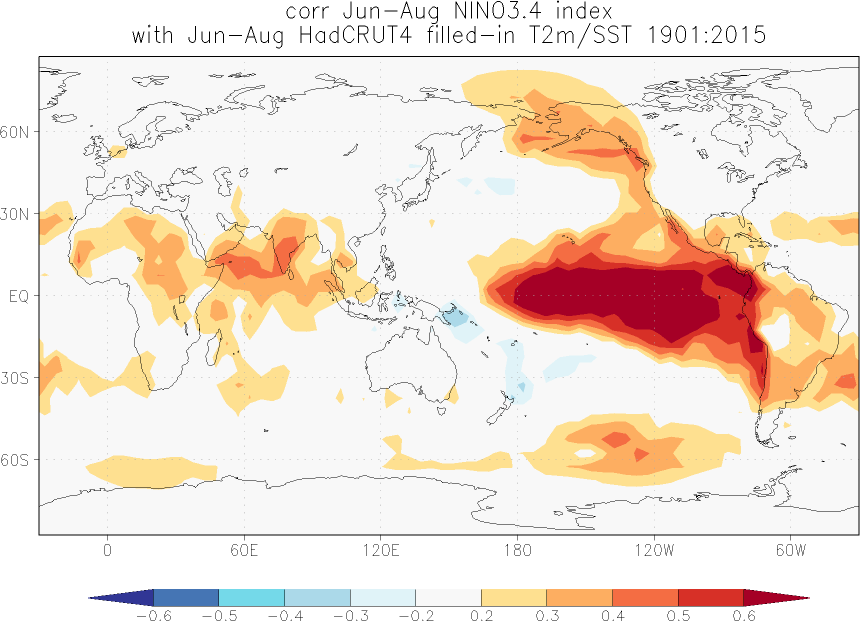 corr Jun-Aug NINO3.4 index
with Jun-Aug HadCRUT4 filled-in T2m/SST 1901:2015
60N
30N
EQ
30S
60S
0 60E 120E 180 120W 60W
-0.6 -0.5 -0.4 -0.3 -0.2 0.2 0.3 0.4 0.5 0.6